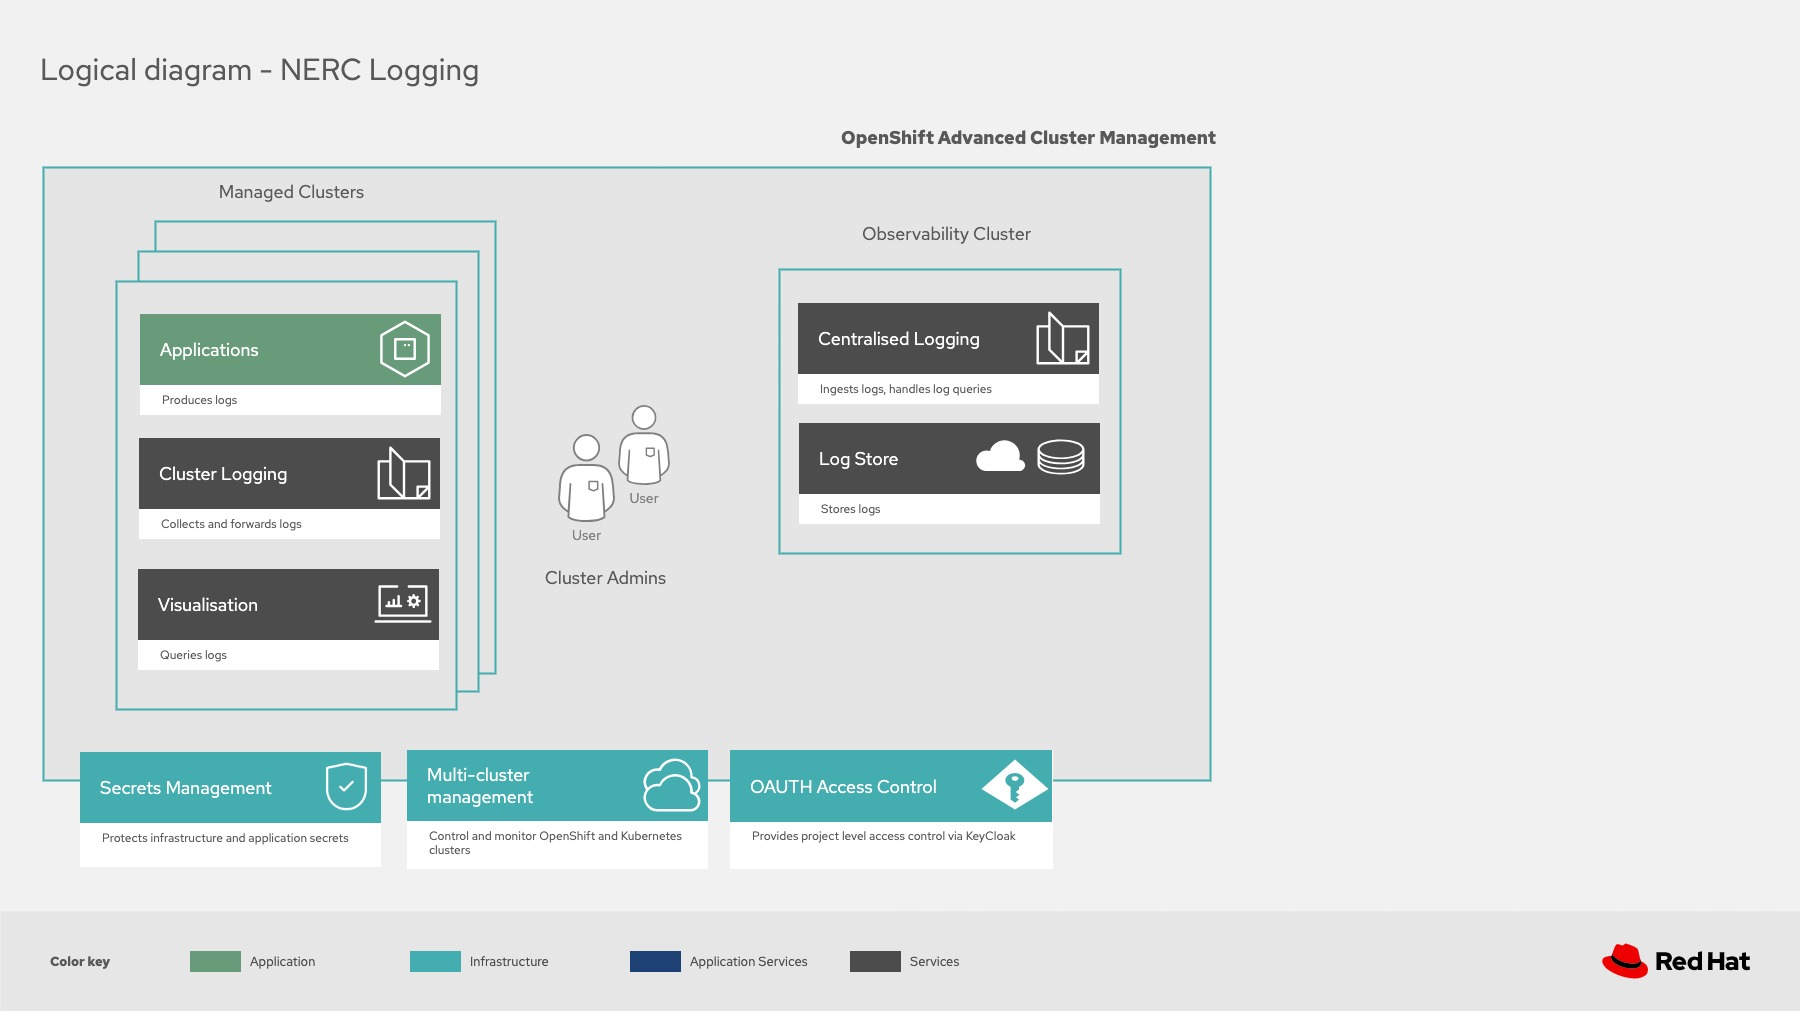 Logical diagram - NERC Logging
OpenShift Advanced Cluster Management
Managed Clusters
Applications
Produces logs
Cluster Logging
Collects and forwards logs
Visualisation
Queries logs
User
User
Cluster Admins
Observability Cluster
Centralised Logging
Ingests logs, handles log queries
Log Store
Stores logs
Secrets Management
Protects infrastructure and application secrets
Multi-cluster
management
Control and monitor OpenShift and Kubernetes
clusters
OAUTH Access Control
Provides project level access control via KeyCloak
Color key
Application
Infrastructure
Application Services
Services
Red Hat